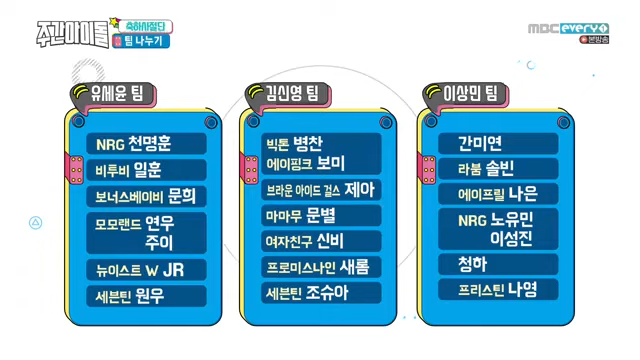 주간아이돌
축하사절단
팀 나누기
MBC every1
본방송
유세윤 팀
NRG 천명훈
비투비 일훈
보너스베이비 문희
모모랜드 연우
주이
뉴이스트 W JR
세븐틴 원우
김신영 팀
빅톤 병찬
에이핑크 보미
브라운 아이드 걸스 제아
마마무 문별
여자친구 신비
프로미스나인 새롬
세븐틴 조슈아
이상민 팀
간미연
라붐 솔빈
에이프릴 나은
NRG 노유민
이성진
청하
프리스틴 나영